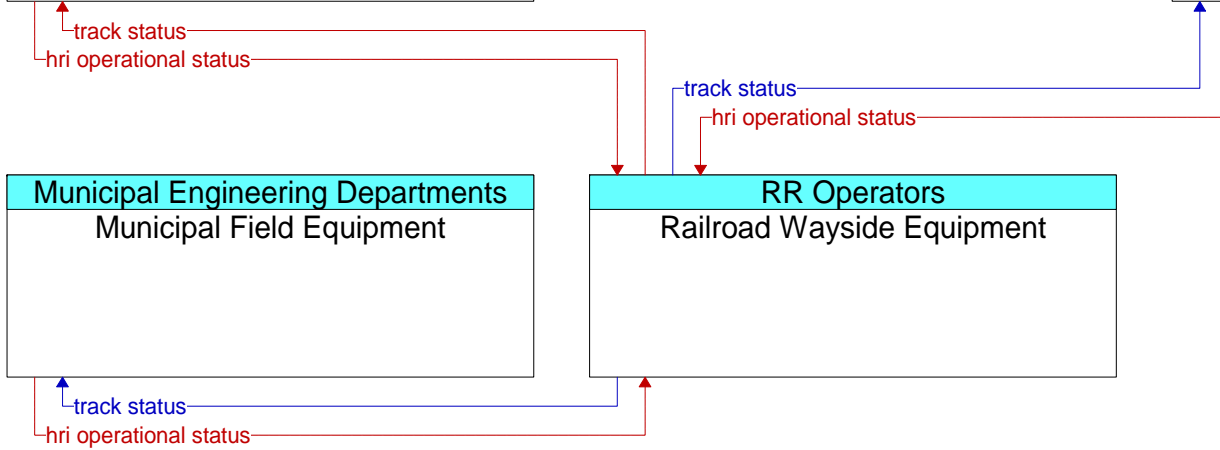 track status
hri operational status
track status
hri operational status
Municipal Engineering Departments
Municipal Field Equipment
RR Operators
Railroad Wayside Equipment
track status
hri operational status